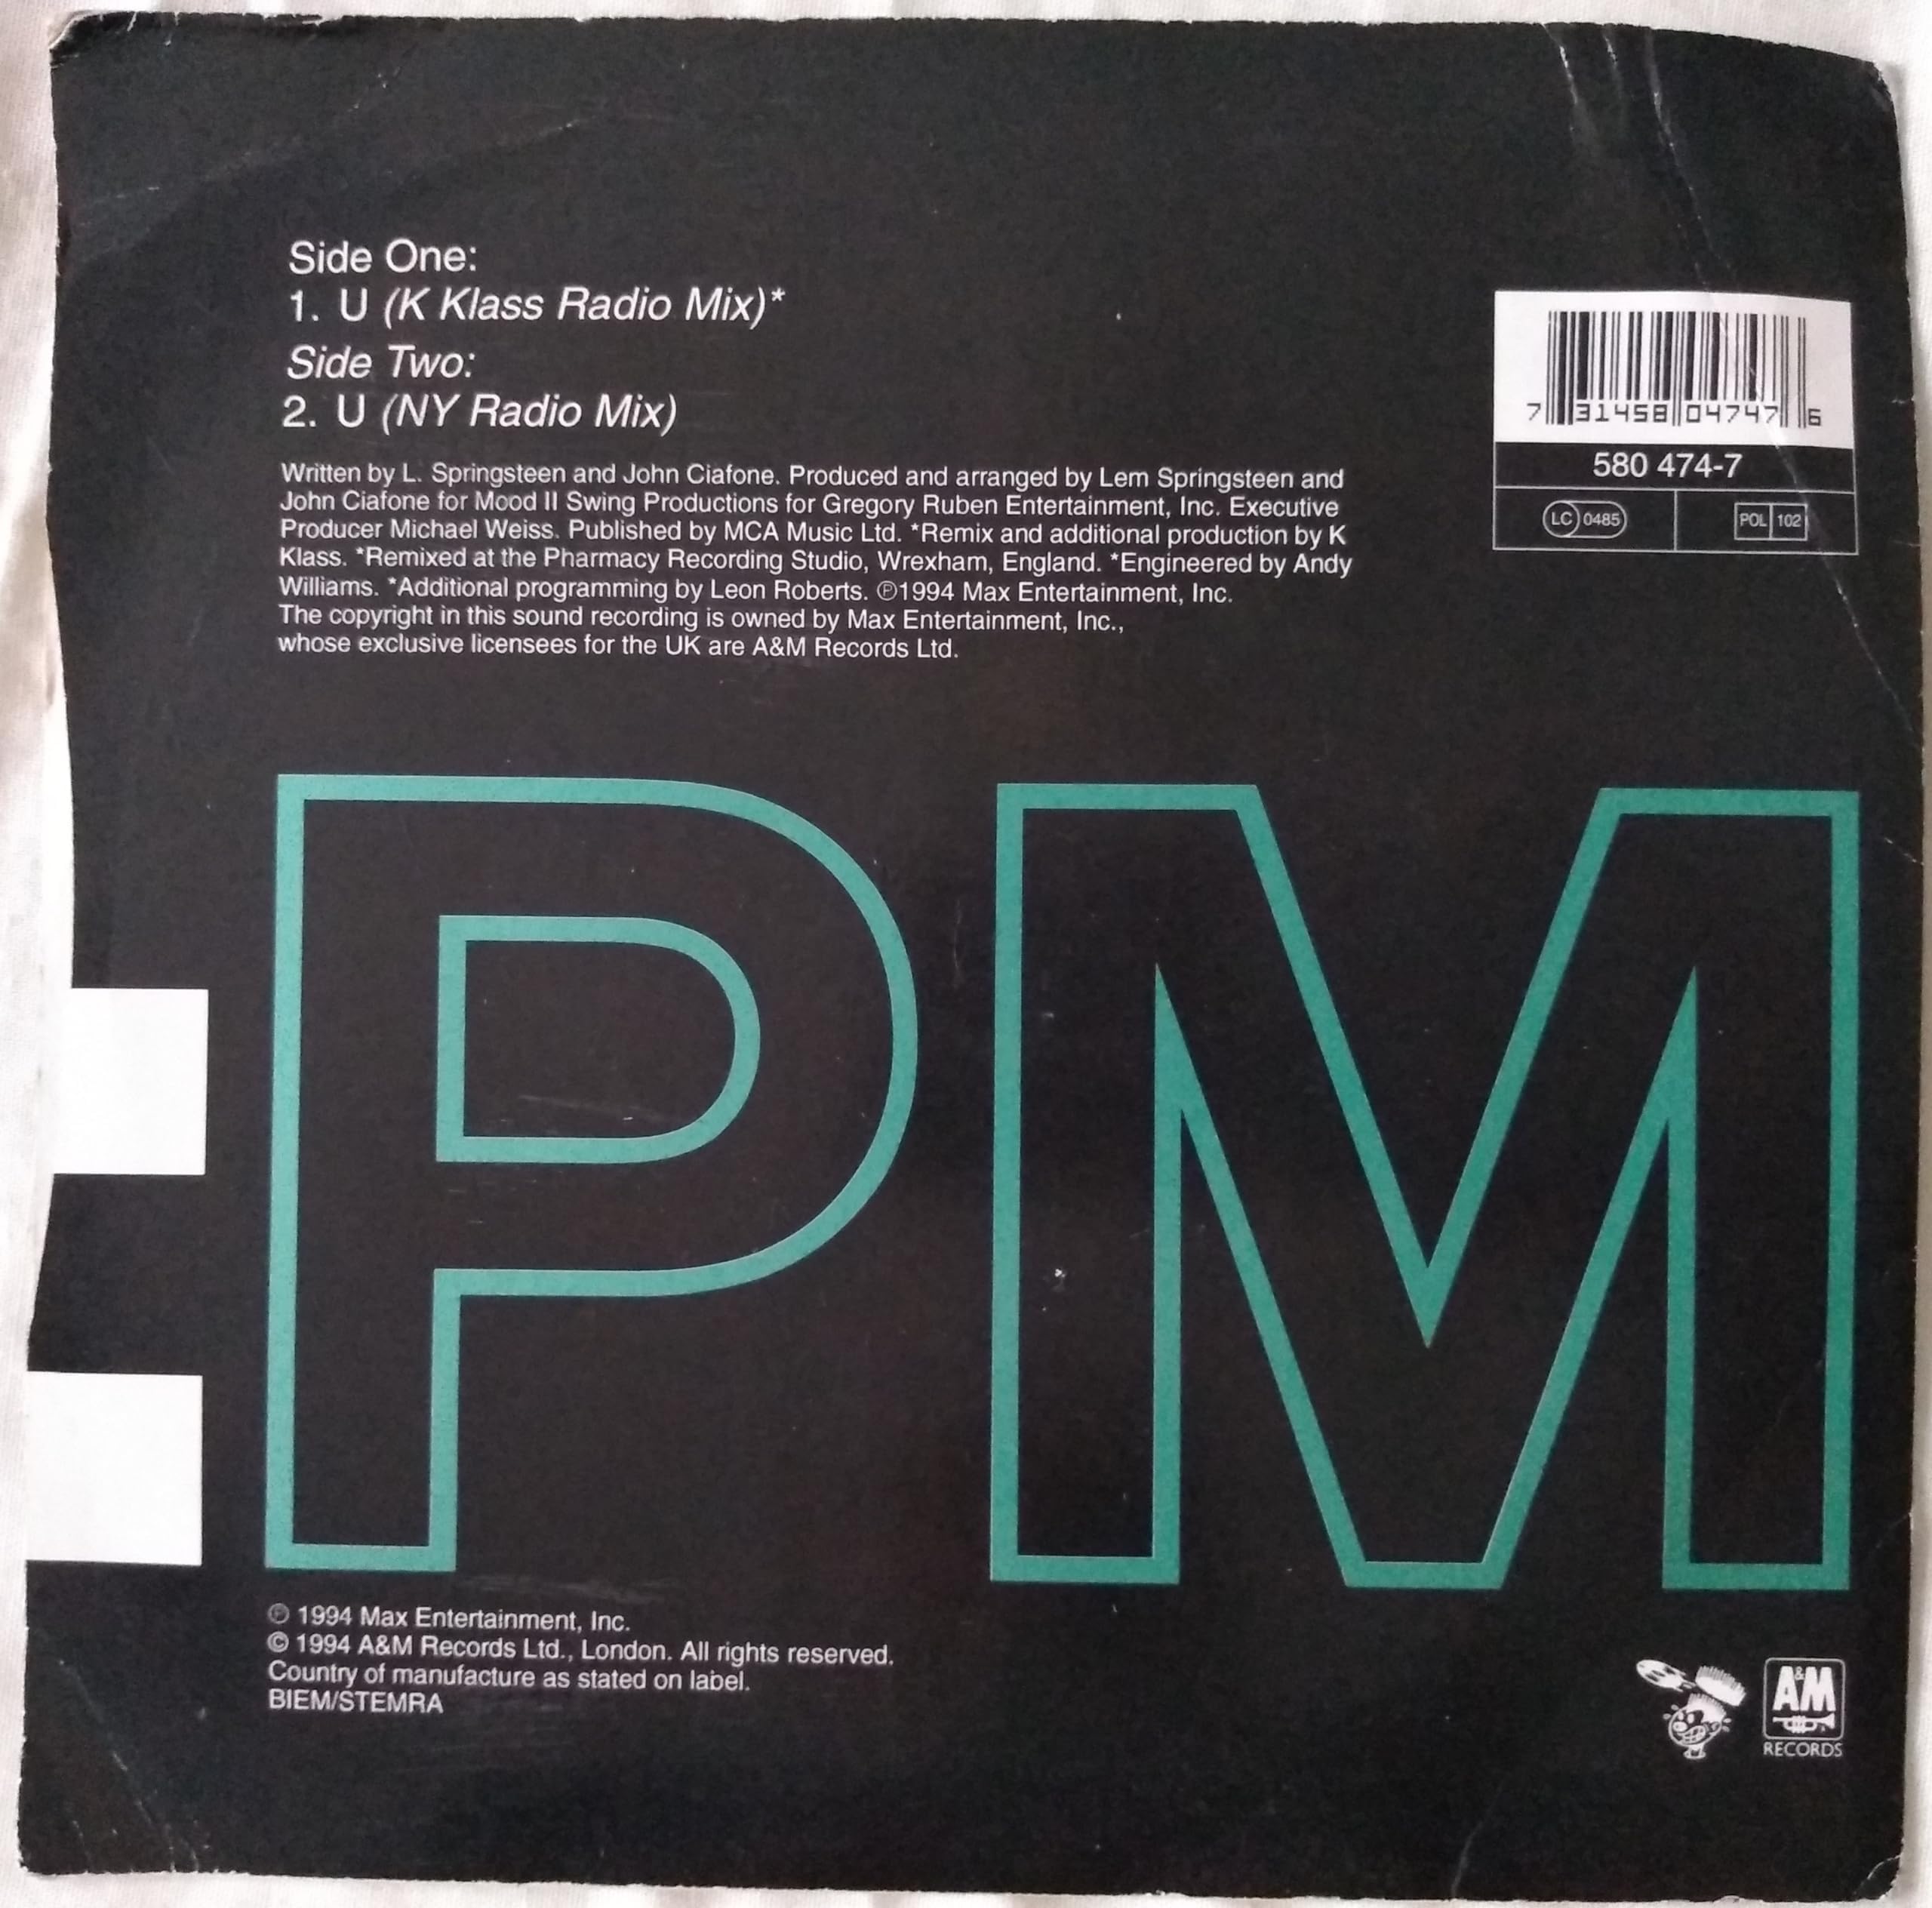 Side One:
1. U (K Klass Radio Mix)*
Side Two:
2. U (NY Radio Mix)
Written by L. Springsteen and John Ciafone. Produced and arranged by Lem Springsteen and
John Ciafone for Mood II Swing Productions for Gregory Ruben Entertainment, Inc. Executive
Producer Michael Weiss. Published by MCA Music Ltd. *Remix and additional production by K
Klass. *Remixed at the Pharmacy Recording Studio, Wrexham, England. *Engineered by Andy
Williams. *Additional programming by Leon Roberts. ℗1994 Max Entertainment, Inc.
The copyright in this sound recording is owned by Max Entertainment, Inc.,
whose exclusive licensees for the UK are A&M Records Ltd.
7 31458 04747 6
580 474-7
LC 0485
POL 102
PM
℗ 1994 Max Entertainment, Inc.
© 1994 A&M Records Ltd., London. All rights reserved.
Country of manufacture as stated on label.
BIEM/STEMRA
A&M
RECORDS